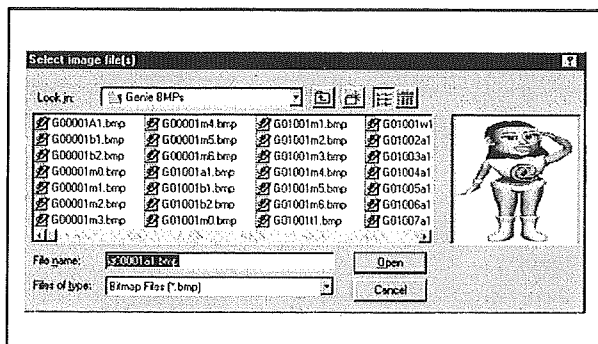 Select image file(s)
Look in: Genie BMPs
G00001A1.bmp G00001m4.bmp G01001m1.bmp G01001w1
G00001b1.bmp G00001m5.bmp G01001m2.bmp G01002a1
G00001b2.bmp G00001m6.bmp G01001m3.bmp G01003a1
G00001m0.bmp G01001a1.bmp G01001m4.bmp G01004a1
G00001m1.bmp G01001b1.bmp G01001m5.bmp G01005a1
G00001m2.bmp G01001b2.bmp G01001m6.bmp G01006a1
G00001m3.bmp G01001m0.bmp G01001t1.bmp G01007a1
File name: Open
Files of type: Bitmap Files (*.bmp) Cancel